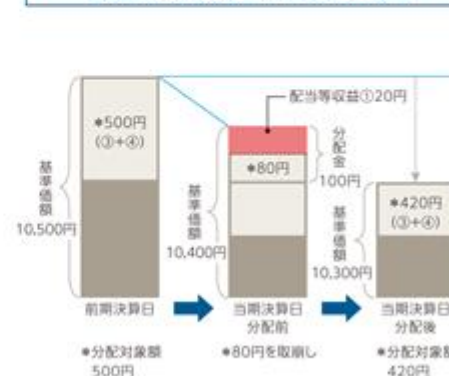 配当等収益①20円
*500円
(③+④)
分配金
100円
*80円
基準価額
10,500円
基準価額
10,400円
*420円
(③+④)
基準価額
10,300円
前期決算日
当期決算日
分配前
当期決算日
分配後
*分配対象額
500円
*80円を取崩し
*分配対象額
420円